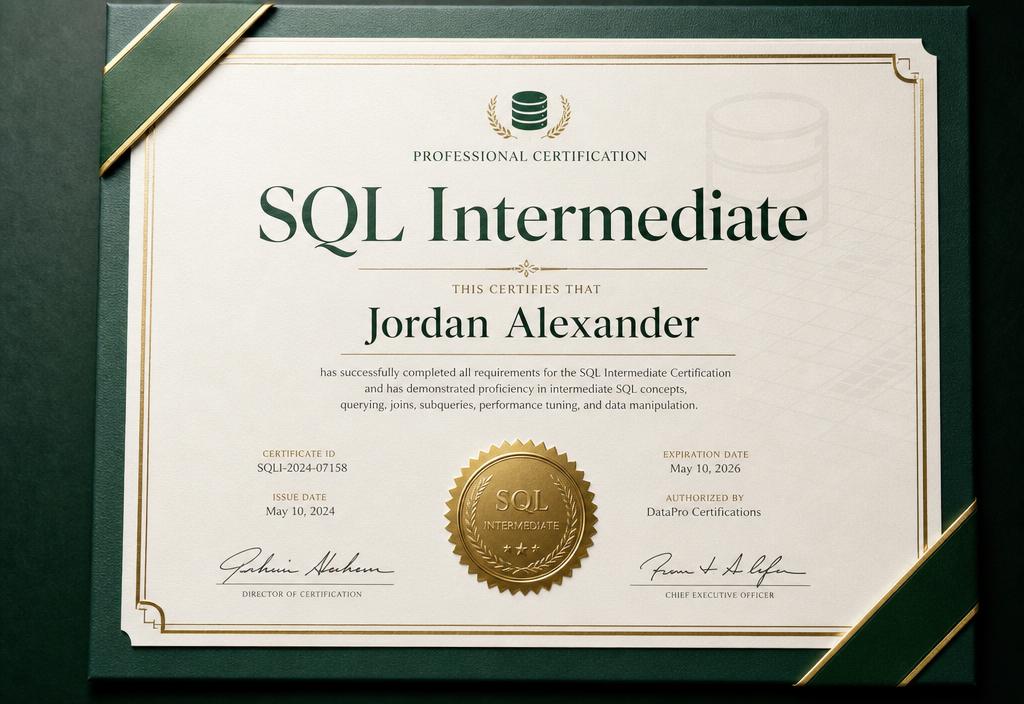 PROFESSIONAL CERTIFICATION
SQL Intermediate
THIS CERTIFIES THAT
Jordan Alexander
has successfully completed all requirements for the SQL Intermediate Certification
and has demonstrated proficiency in intermediate SQL concepts,
querying, joins, subqueries, performance tuning, and data manipulation.
CERTIFICATE ID
SQLI-2024-07158
ISSUE DATE
May 10, 2024
SQL
INTERMEDIATE
EXPIRATION DATE
May 10, 2026
AUTHORIZED BY
DataPro Certifications
DIRECTOR OF CERTIFICATION
CHIEF EXECUTIVE OFFICER